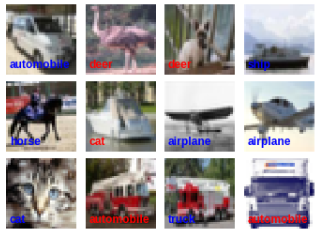 automobile
deer
deer
ship
horse
cat
airplane
airplane
cat
automobile
truck
automobile